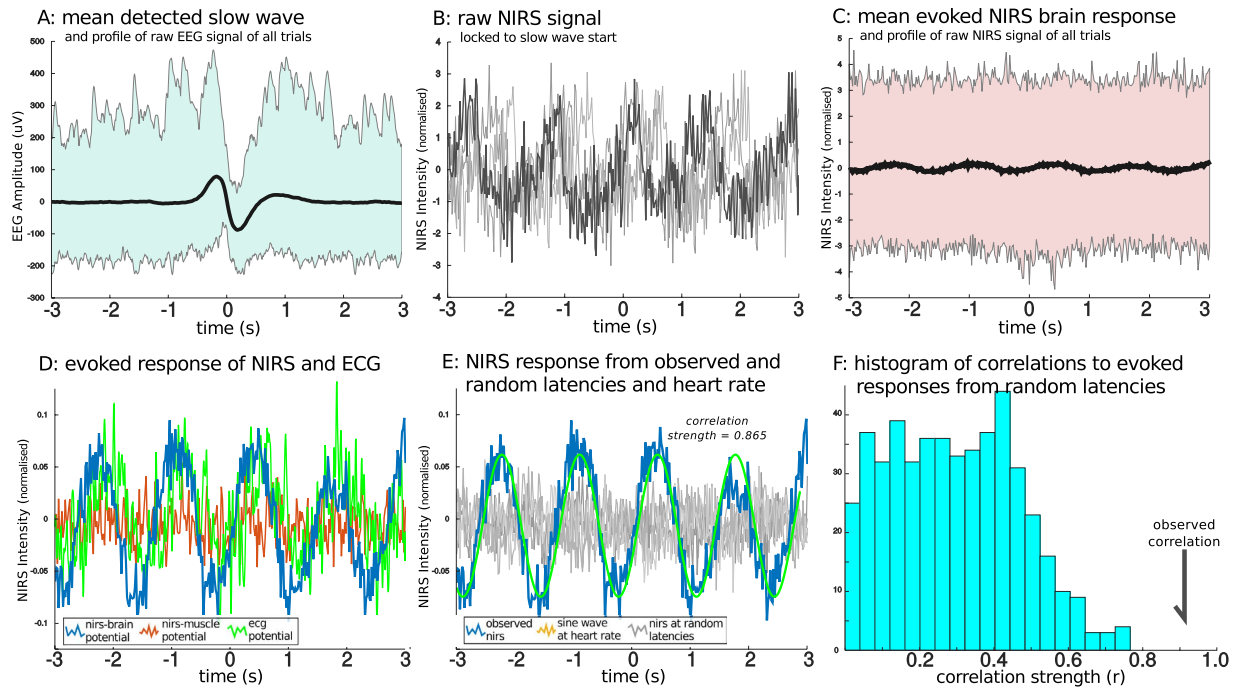 A: mean detected slow wave
and profile of raw EEG signal of all trials
500
400
300
200
100
0
-100
-200
-300
EEG Amplitude (uV)
-3 -2 -1 0 1 2 3
time (s)
B: raw NIRS signal
locked to slow wave start
4
3
2
1
0
-1
-2
-3
-4
NIRS Intensity (normalised)
-3 -2 -1 0 1 2 3
time (s)
C: mean evoked NIRS brain response
and profile of raw NIRS signal of all trials
5
4
3
2
1
0
-1
-2
-3
-4
-5
NIRS Intensity (normalised)
-3 -2 -1 0 1 2 3
time (s)
D: evoked response of NIRS and ECG
0.1
0.05
0
-0.05
-0.1
NIRS Intensity (normalised)
nirs-brain potential
nirs-muscle potential
ecg potential
-3 -2 -1 0 1 2 3
time (s)
E: NIRS response from observed and
random latencies and heart rate
correlation
strength = 0.865
0.1
0.05
0
-0.05
-0.1
NIRS Intensity (normalised)
observed nirs
sine wave at heart rate
nirs at random latencies
-3 -2 -1 0 1 2 3
time (s)
F: histogram of correlations to evoked
responses from random latencies
40
30
20
10
0
observed
correlation
0.2 0.4 0.6 0.8 1.0
correlation strength (r)